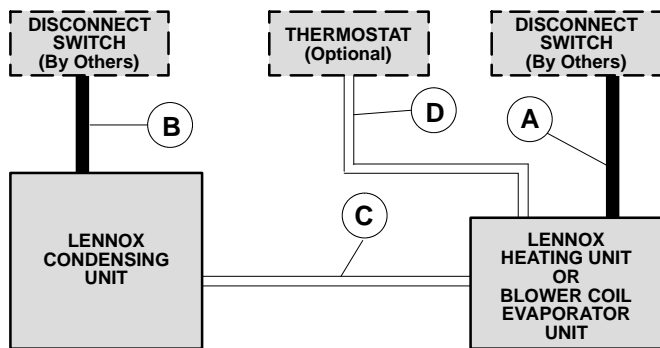 DISCONNECT
SWITCH
(By Others)
THERMOSTAT
(Optional)
DISCONNECT
SWITCH
(By Others)
B
D
A
C
LENNOX
CONDENSING
UNIT
LENNOX
HEATING UNIT
OR
BLOWER COIL
EVAPORATOR
UNIT